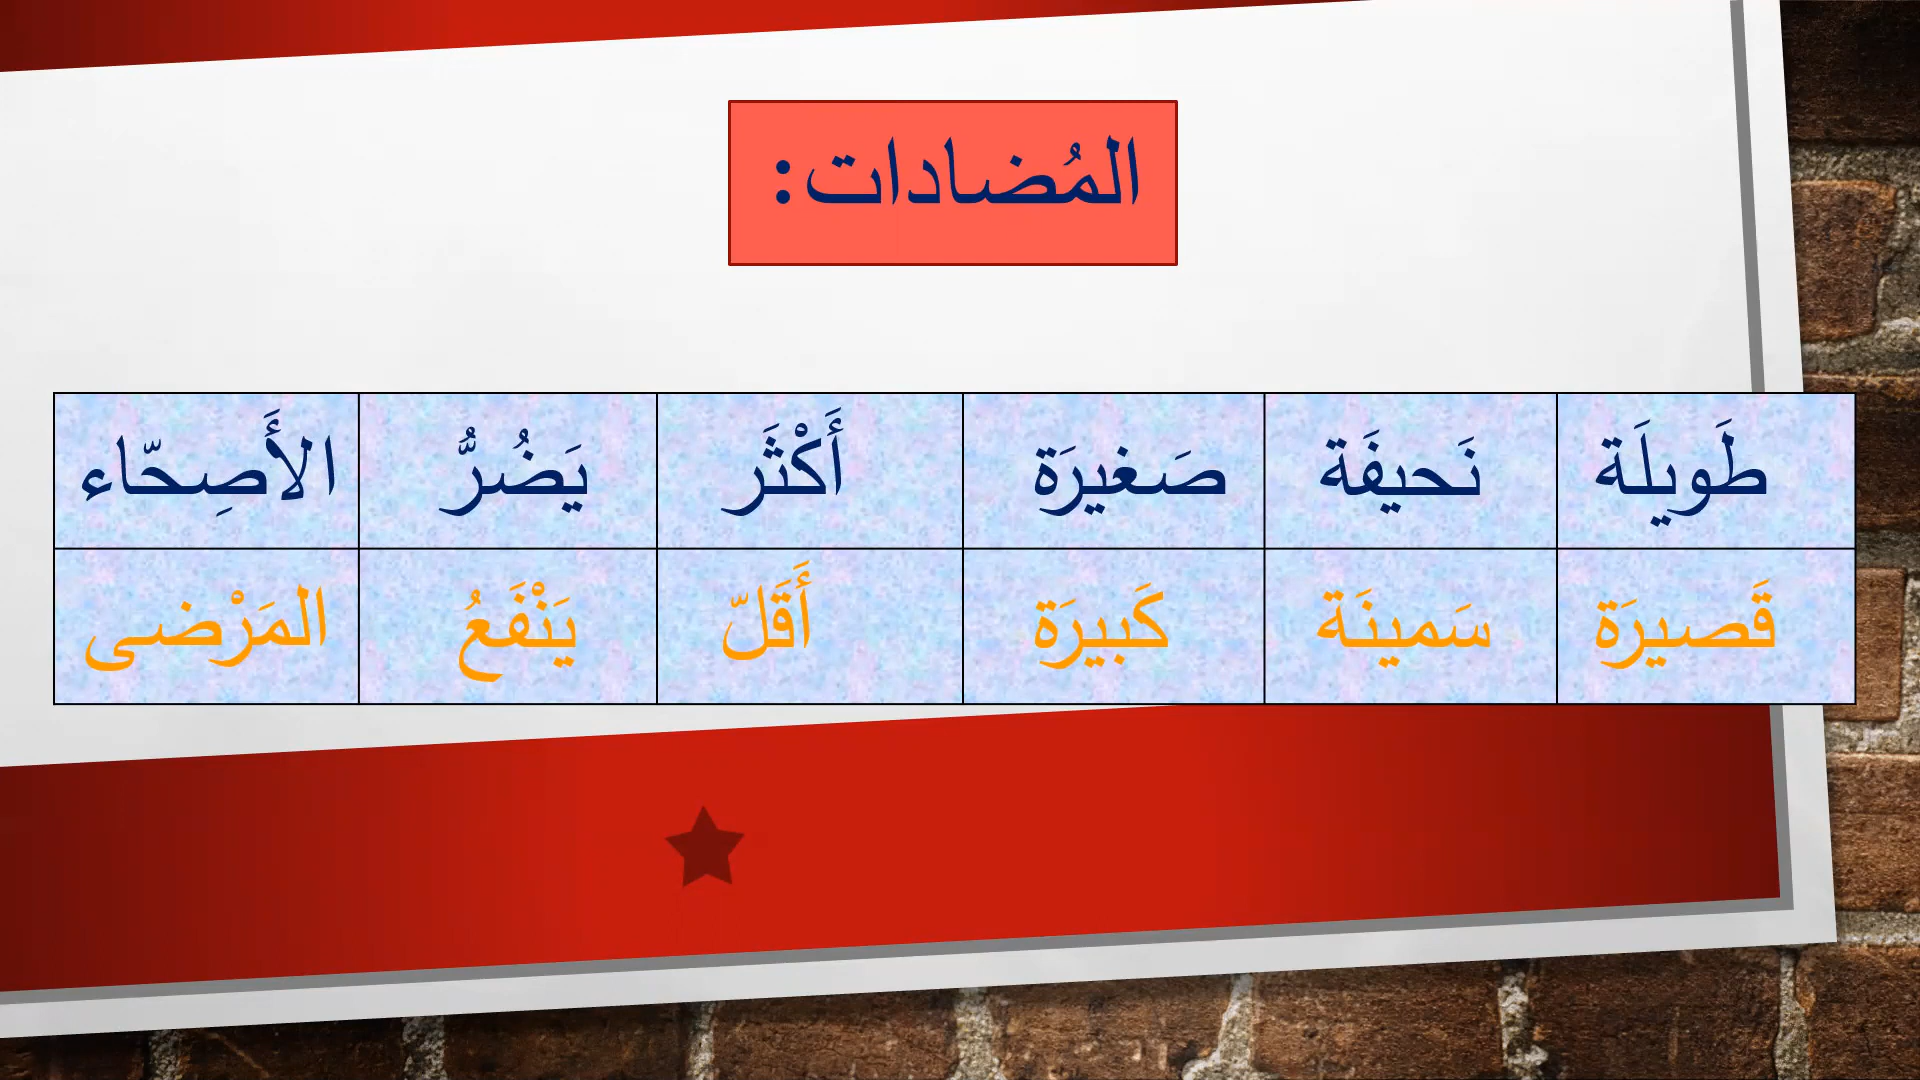 المُضادات:
طَويلَة نَحيفَة صَغيرَة أَكْثَر يَضُرُّ الأَصِحّاء
قَصيرَة سَمينَة كَبيرَة أَقَلّ يَنْفَعُ المَرْضى